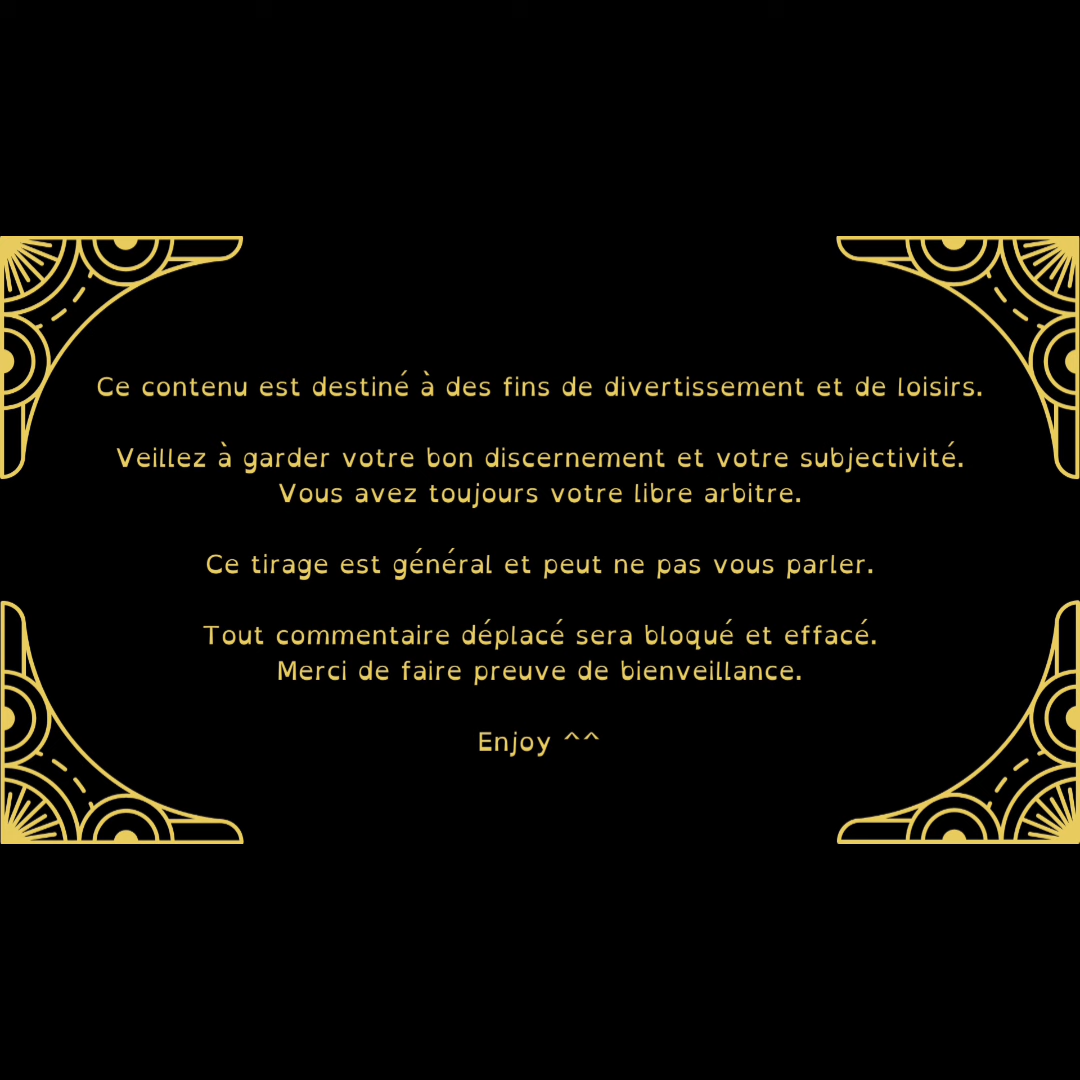 Ce contenu est destiné à des fins de divertissement et de loisirs.
Veillez à garder votre bon discernement et votre subjectivité.
Vous avez toujours votre libre arbitre.
Ce tirage est général et peut ne pas vous parler.
Tout commentaire déplacé sera bloqué et effacé.
Merci de faire preuve de bienveillance.
Enjoy ^^